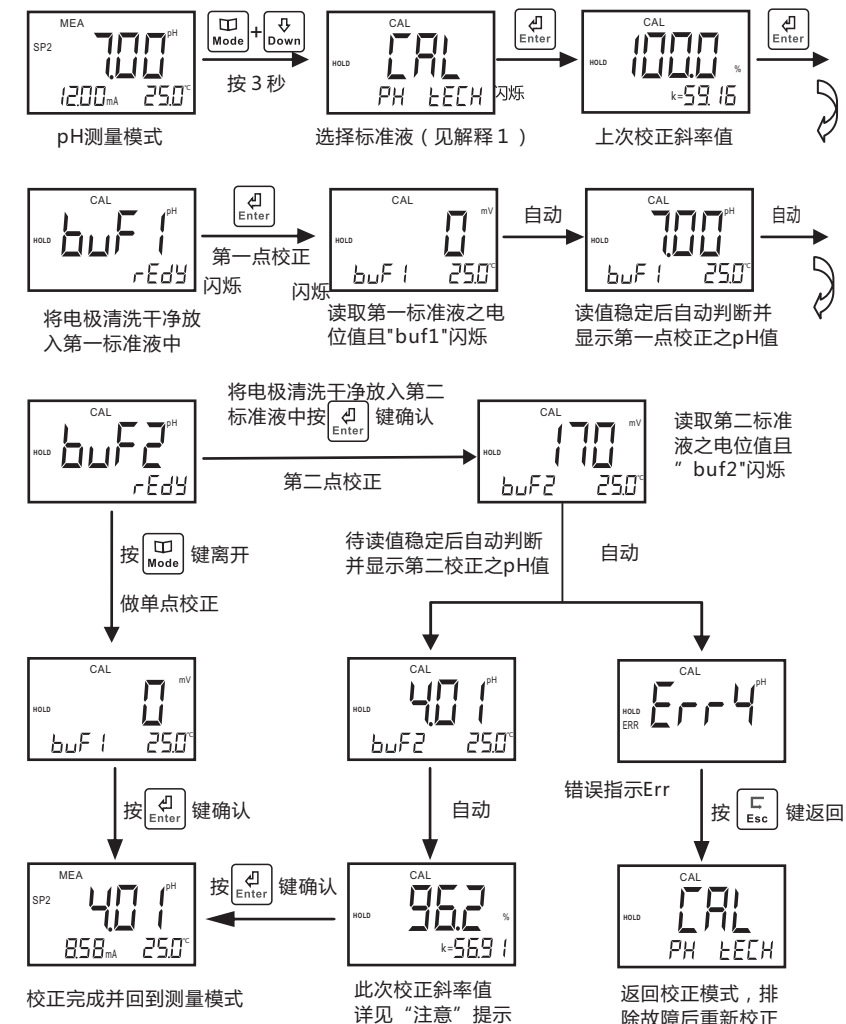 MEA
SP2
7.00 pH
12.00 mA 25.0 ℃
Mode + Down
按 3 秒
CAL
HOLD
CAL
PH tECH
闪烁
Enter
CAL
HOLD
100.0 %
k=59.16
Enter
pH测量模式
选择标准液（见解释１）
上次校正斜率值
CAL
HOLD
buF1 pH
rEdY
闪烁
Enter
第一点校正
CAL
HOLD
0 mV
buF1 25.0 ℃
闪烁
自动
CAL
HOLD
7.00 pH
buF1 25.0 ℃
自动
将电极清洗干净放
入第一标准液中
读取第一标准液之电
位值且"buf1"闪烁
读值稳定后自动判断并
显示第一点校正之pH值
CAL
HOLD
buF2 pH
rEdY
将电极清洗干净放入第二
标准液中按 Enter 键确认
第二点校正
CAL
HOLD
170 mV
buF2 25.0 ℃
读取第二标准
液之电位值且
＂buf2"闪烁
按 Mode 键离开
做单点校正
待读值稳定后自动判断
并显示第二校正之pH值
自动
CAL
HOLD
0 mV
buF1 25.0 ℃
CAL
HOLD
4.01 pH
buF2 25.0 ℃
CAL
HOLD
ERR
Err4 pH
按 Enter 键确认
自动
错误指示Err
按 Esc 键返回
MEA
SP2
4.01 pH
8.58 mA 25.0 ℃
按 Enter 键确认
CAL
HOLD
96.2 %
k=56.91
CAL
HOLD
CAL
PH tECH
校正完成并回到测量模式
此次校正斜率值
详见“注意”提示
返回校正模式，排
除故障后重新校正